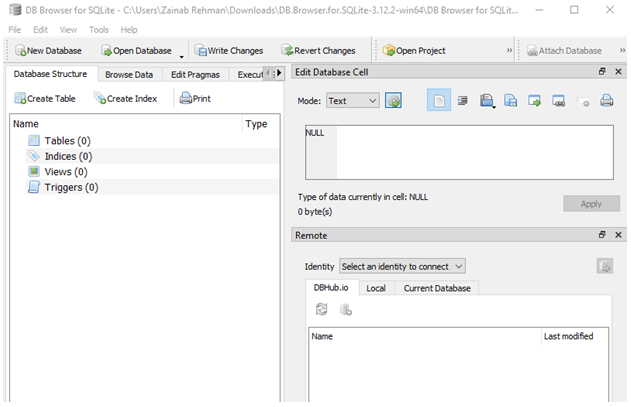 DB Browser for SQLite - C:\Users\Zainab Rehman\Downloads\DB.Browser.for.SQLite-3.12.2-win64\DB Browser for SQLit...
File Edit View Tools Help
New Database Open Database Write Changes Revert Changes Open Project » Attach Database »
Database Structure Browse Data Edit Pragmas Execut
Create Table Create Index Print
Name Type
Tables (0)
Indices (0)
Views (0)
Triggers (0)
Edit Database Cell
Mode: Text
NULL
Type of data currently in cell: NULL
0 byte(s)
Apply
Remote
Identity Select an identity to connect
DBHub.io Local Current Database
Name Last modified